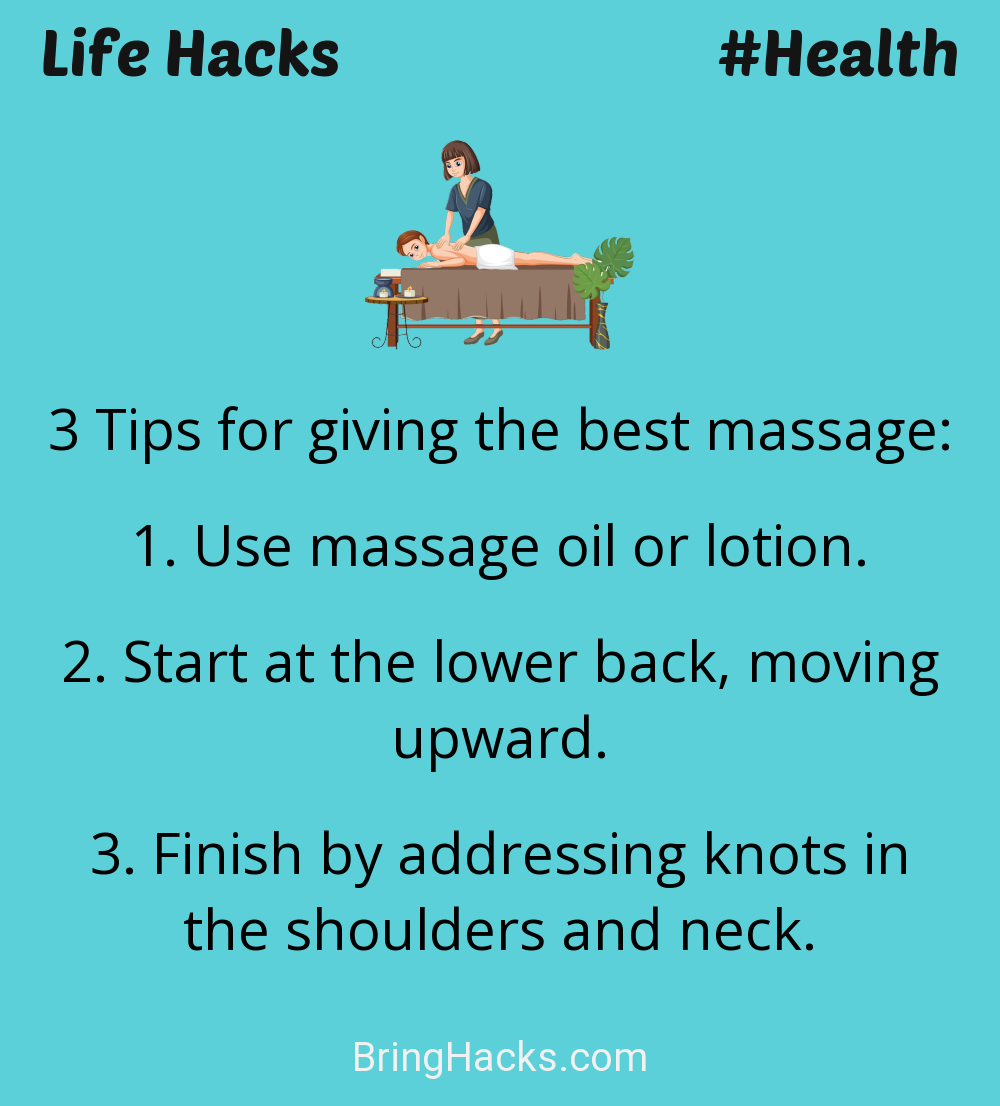 Life Hacks #Health
3 Tips for giving the best massage:
1. Use massage oil or lotion.
2. Start at the lower back, moving
upward.
3. Finish by addressing knots in
the shoulders and neck.
BringHacks.com